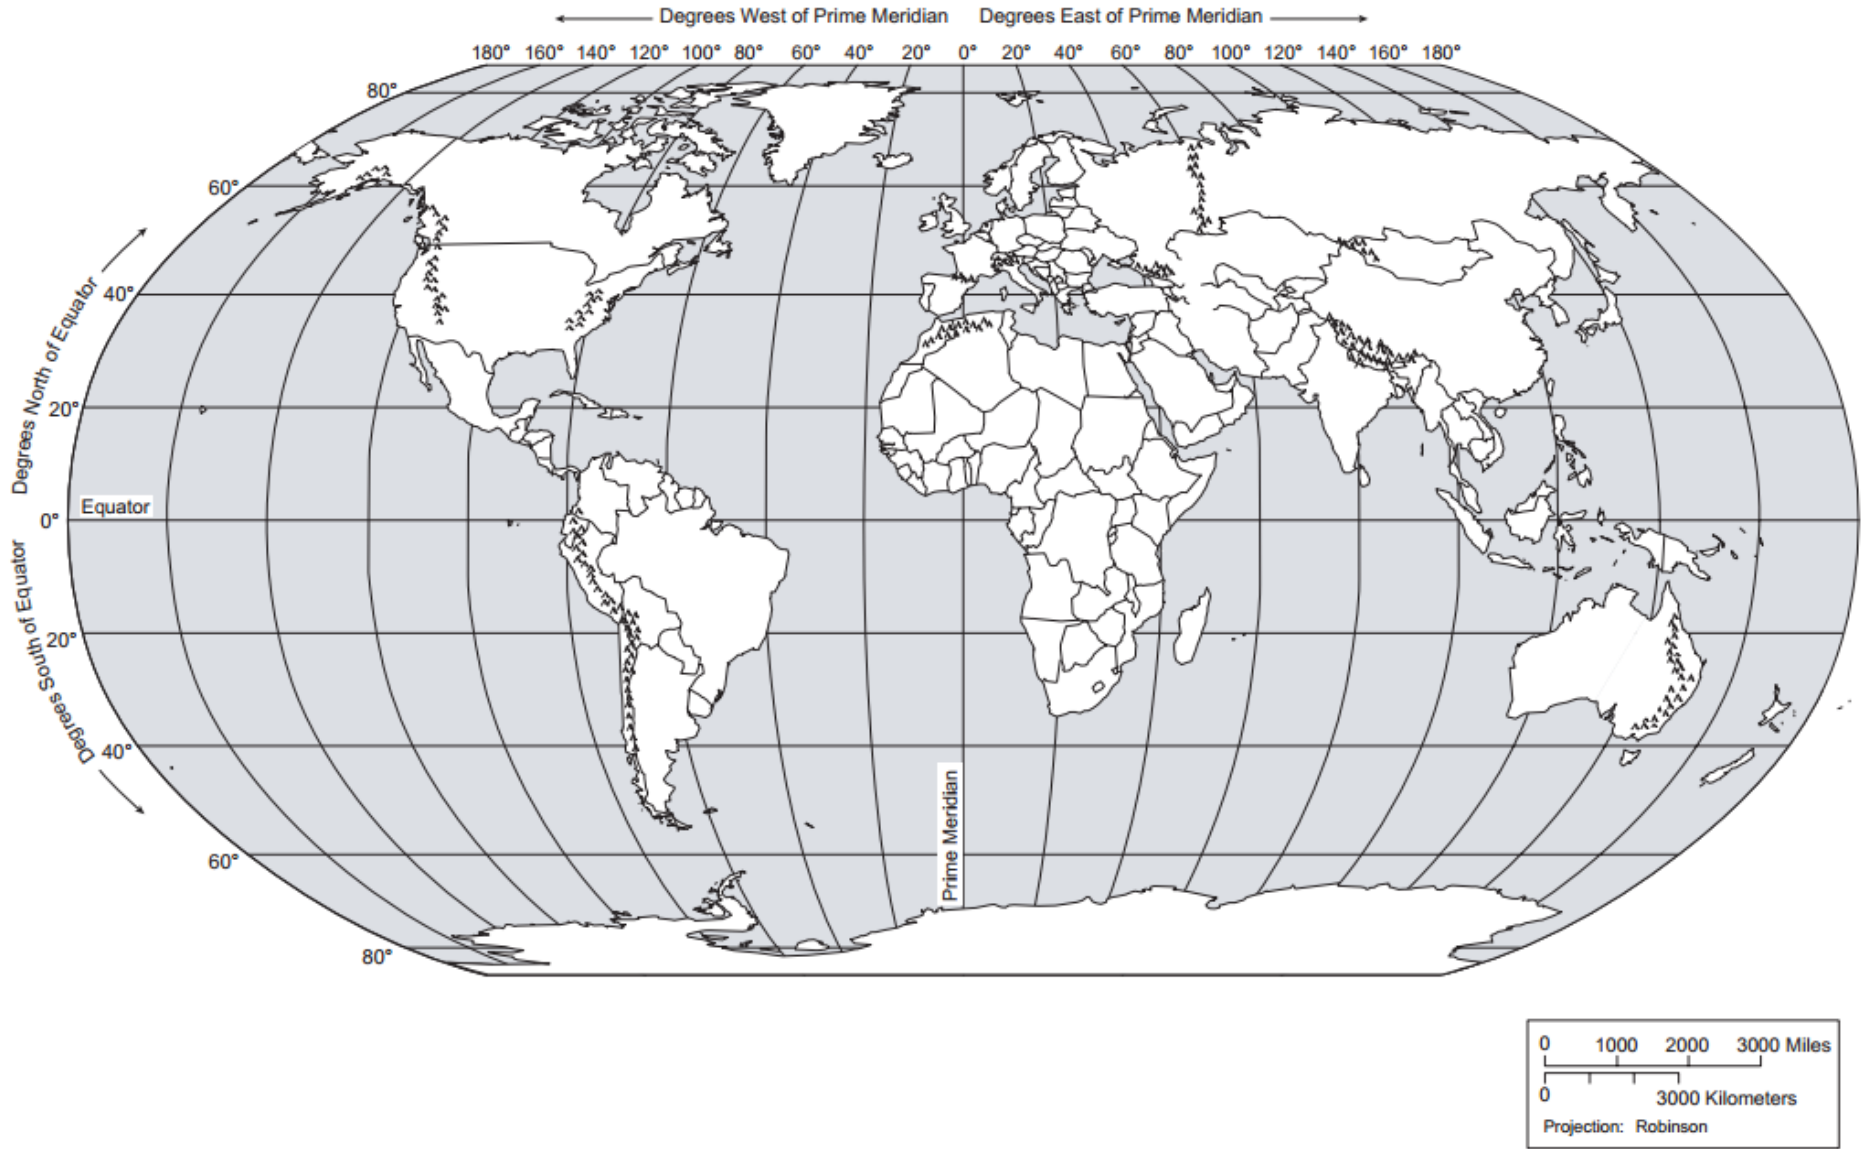 Degrees West of Prime Meridian Degrees East of Prime Meridian
180° 160° 140° 120° 100° 80° 60° 40° 20° 0° 20° 40° 60° 80° 100° 120° 140° 160° 180°
80°
60°
Degrees North of Equator
40°
20°
Equator
0°
Degrees South of Equator
20°
40°
Prime Meridian
60°
80°
0 1000 2000 3000 Miles
0 3000 Kilometers
Projection: Robinson